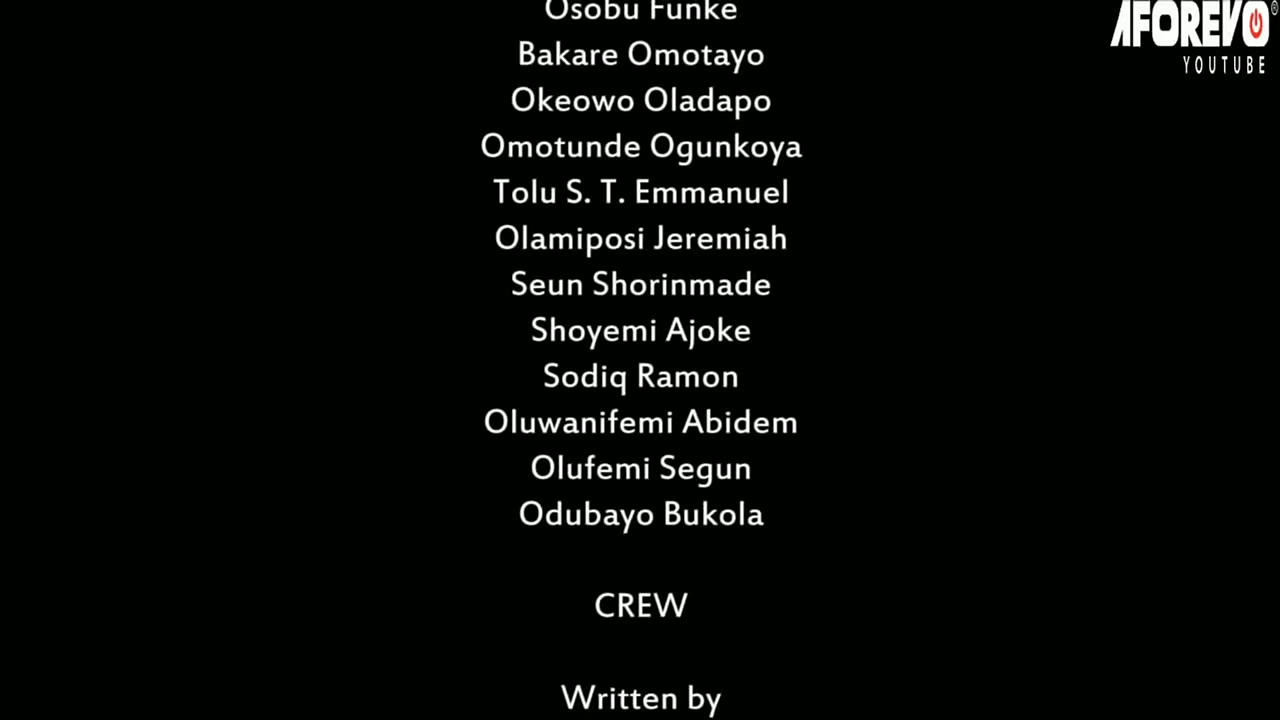 Osobu Funke
Bakare Omotayo
Okeowo Oladapo
Omotunde Ogunkoya
Tolu S. T. Emmanuel
Olamiposi Jeremiah
Seun Shorinmade
Shoyemi Ajoke
Sodiq Ramon
Oluwanifemi Abidem
Olufemi Segun
Odubayo Bukola
CREW
Written by
AFOREVO®
YOUTUBE